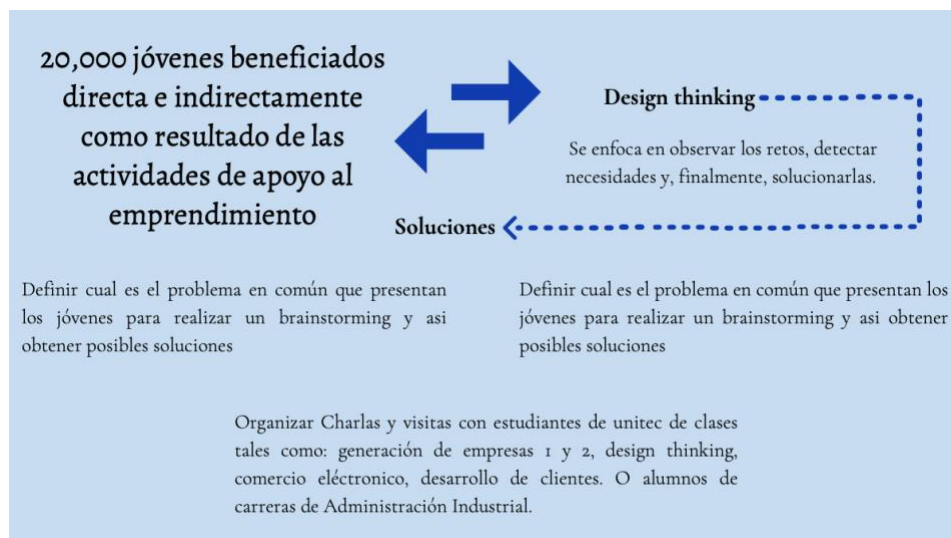 20,000 jóvenes beneficiados
directa e indirectamente
como resultado de las
actividades de apoyo al
emprendimiento
Design thinking
Se enfoca en observar los retos, detectar
necesidades y, finalmente, solucionarlas.
Soluciones
Definir cual es el problema en común que presentan
los jóvenes para realizar un brainstorming y asi
obtener posibles soluciones
Definir cual es el problema en común que presentan los
jóvenes para realizar un brainstorming y asi obtener
posibles soluciones
Organizar Charlas y visitas con estudiantes de unitec de clases
tales como: generación de empresas 1 y 2, design thinking,
comercio eléctronico, desarrollo de clientes. O alumnos de
carreras de Administración Industrial.